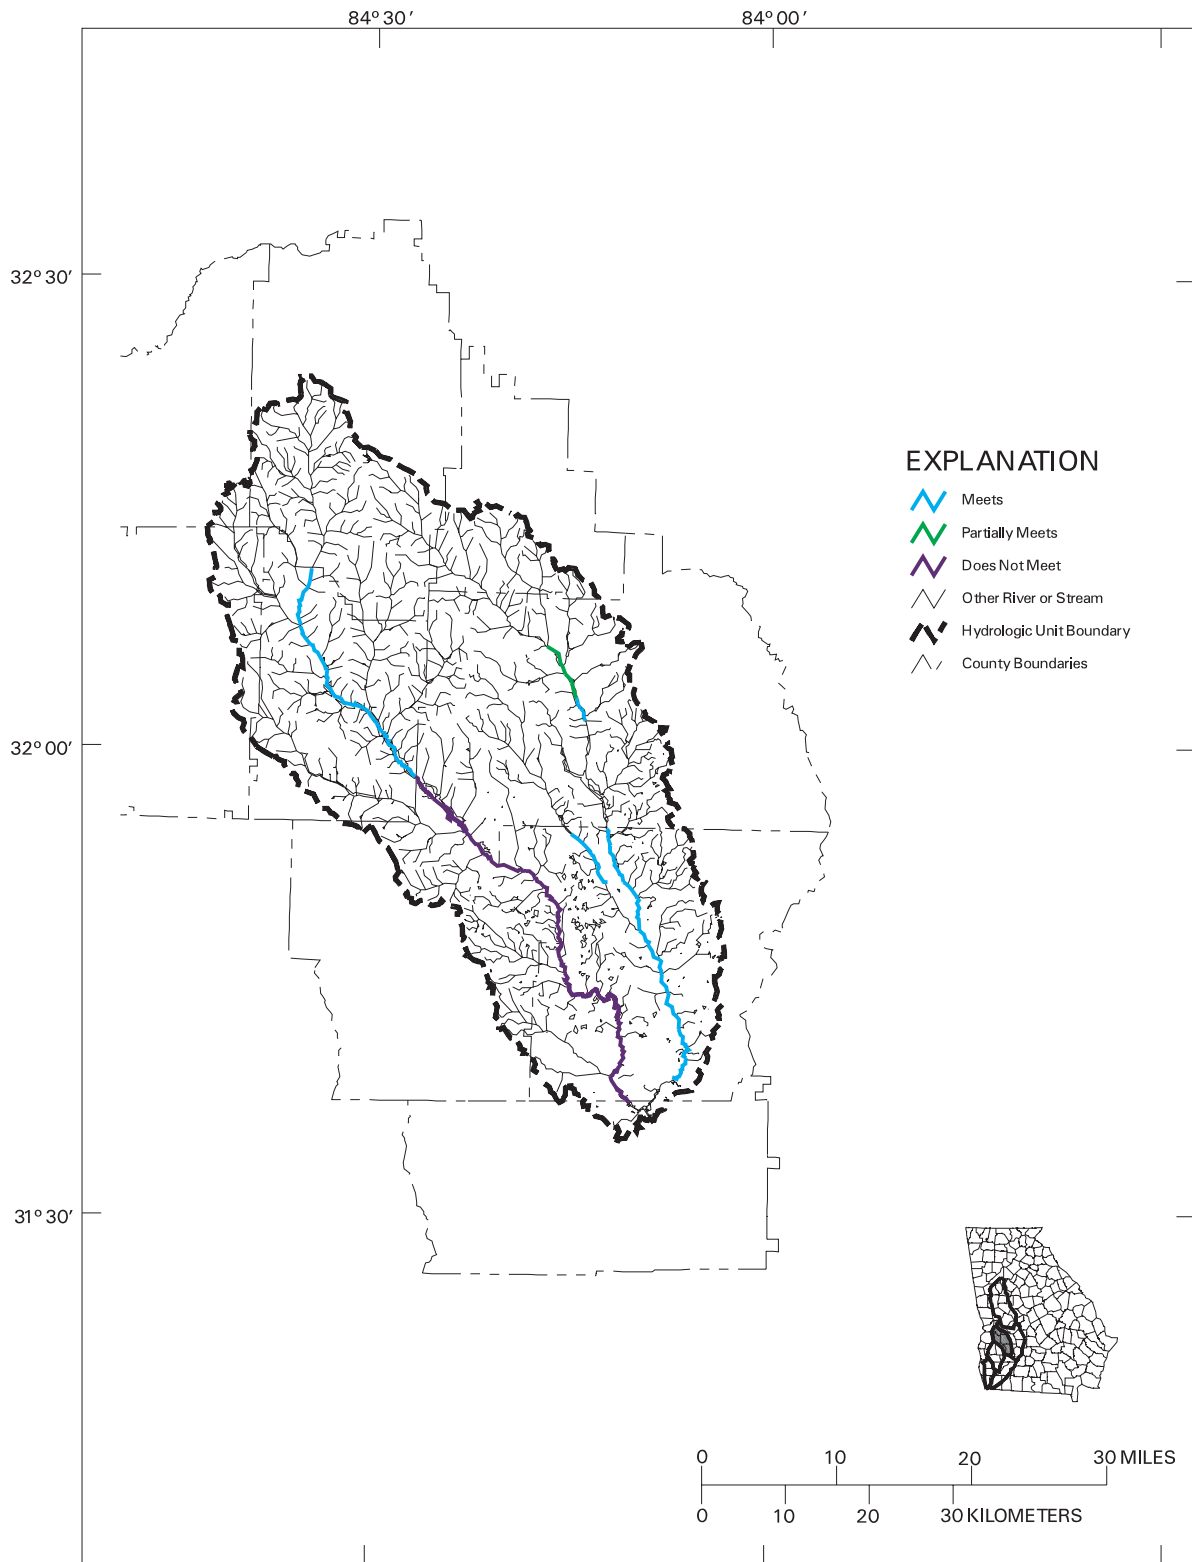 84° 30′
84° 00′
32° 30′
32° 00′
31° 30′
EXPLANATION
Meets
Partially Meets
Does Not Meet
Other River or Stream
Hydrologic Unit Boundary
County Boundaries
0 10 20 30 MILES
0 10 20 30 KILOMETERS